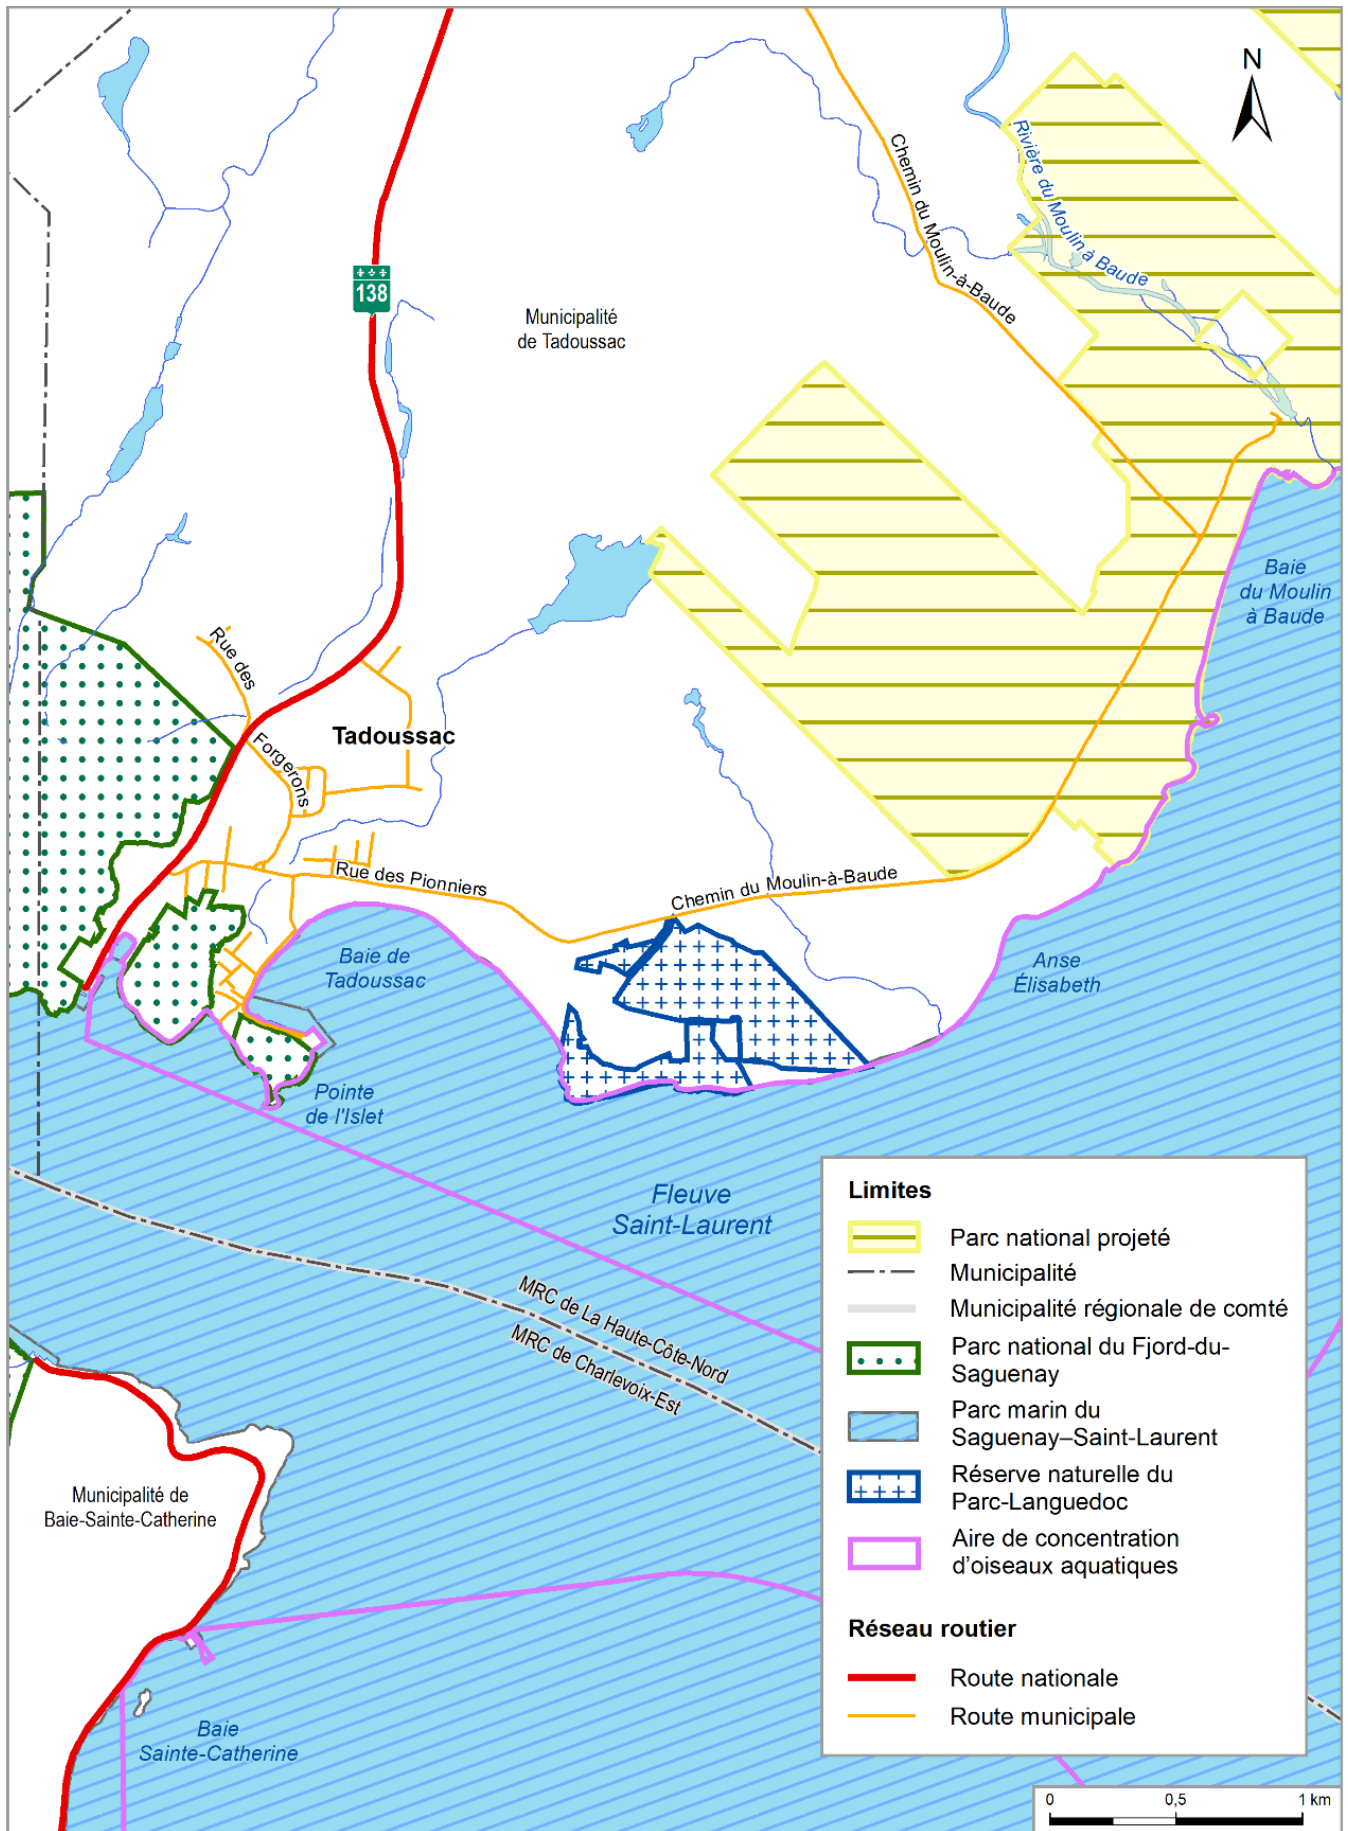 N
Rivière du Moulin à Baude
Chemin du Moulin-à-Baude
138
Municipalité
de Tadoussac
Baie
du Moulin
à Baude
Rue des
Forgerons
Tadoussac
Rue des Pionniers
Chemin du Moulin-à-Baude
Baie de
Tadoussac
Anse
Élisabeth
Pointe
de l'Islet
Fleuve
Saint-Laurent
MRC de La Haute-Côte-Nord
MRC de Charlevoix-Est
Municipalité de
Baie-Sainte-Catherine
Baie
Sainte-Catherine
Limites
Parc national projeté
Municipalité
Municipalité régionale de comté
Parc national du Fjord-du-
Saguenay
Parc marin du
Saguenay–Saint-Laurent
Réserve naturelle du
Parc-Languedoc
Aire de concentration
d'oiseaux aquatiques
Réseau routier
Route nationale
Route municipale
0 0,5 1 km